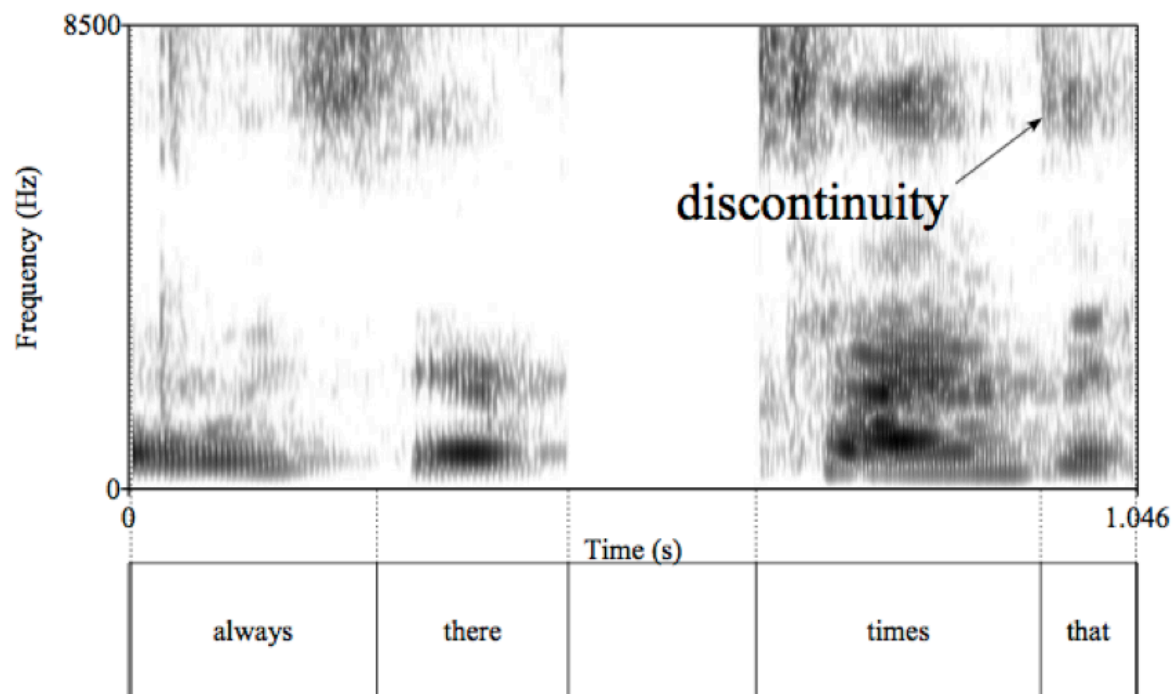 8500
Frequency (Hz)
discontinuity
0
0 1.046
Time (s)
always there times that